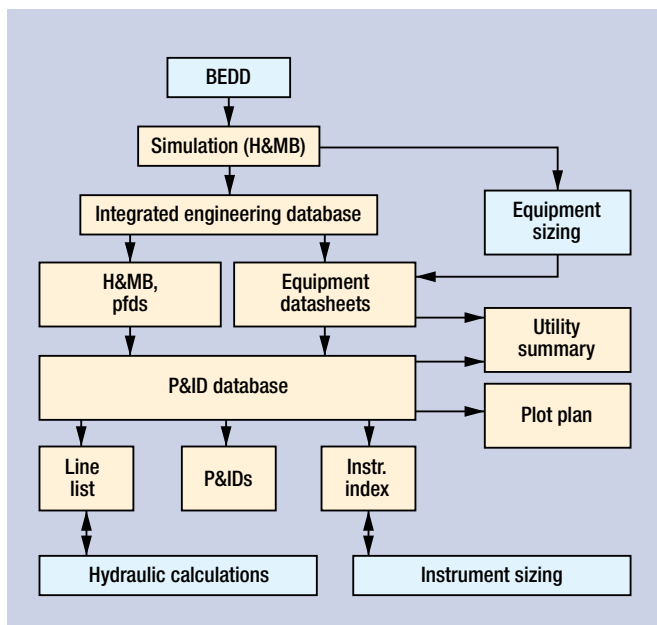 BEDD
Simulation (H&MB)
Integrated engineering database
Equipment
sizing
H&MB,
pfds
Equipment
datasheets
Utility
summary
P&ID database
Plot plan
Line
list
P&IDs
Instr.
index
Hydraulic calculations
Instrument sizing